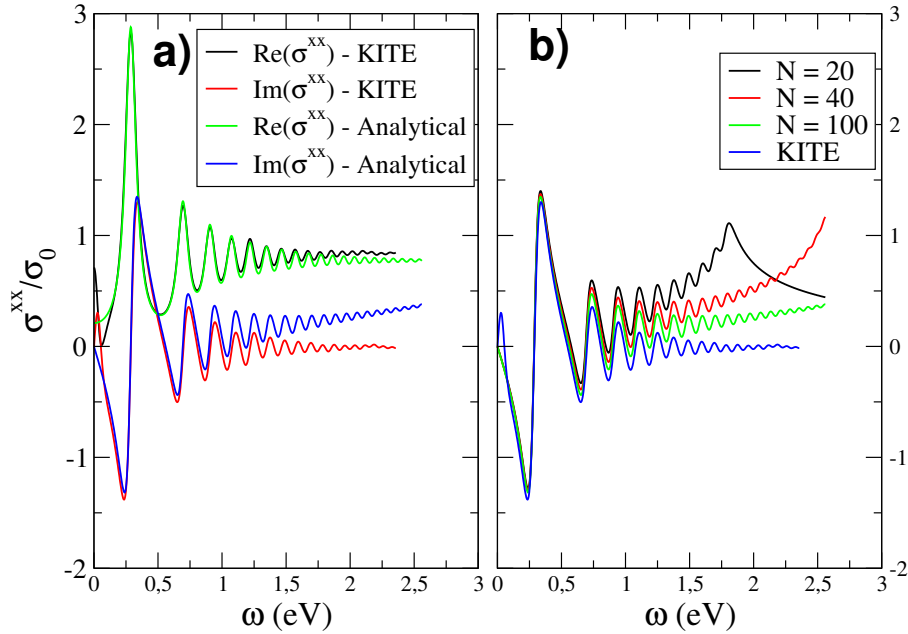 a)
Re(σ^xx) - KITE
Im(σ^xx) - KITE
Re(σ^xx) - Analytical
Im(σ^xx) - Analytical
b)
N = 20
N = 40
N = 100
KITE
σ^xx/σ_0
3
2
1
0
-1
-2
3
2
1
0
-1
-2
0 0,5 1 1,5 2 2,5 3
0 0,5 1 1,5 2 2,5 3
ω (eV)
ω (eV)